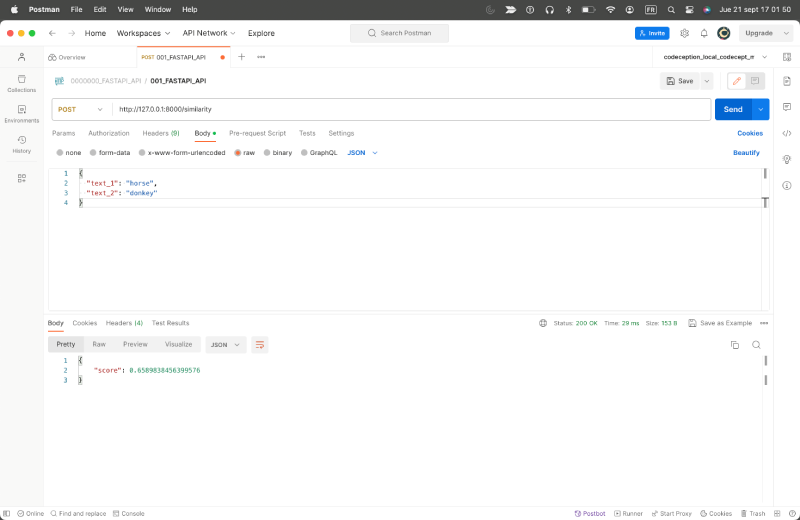 Postman File Edit View Window Help FR Jue 21 sept 17 01 50
Home Workspaces API Network Explore Search Postman Invite Upgrade
Overview POST 001_FASTAPI_API codeception_local_codecept_m
0000000_FASTAPI_API / 001_FASTAPI_API Save
POST http://127.0.0.1:8000/similarity Send
Collections
Environments
History
Params Authorization Headers (9) Body Pre-request Script Tests Settings Cookies
none form-data x-www-form-urlencoded raw binary GraphQL JSON Beautify
1 {
2 "text_1": "horse",
3 "text_2": "donkey"
4 }
Body Cookies Headers (4) Test Results Status: 200 OK Time: 29 ms Size: 153 B Save as Example
Pretty Raw Preview Visualize JSON
1 {
2 "score": 0.6589838456399576
3 }
Online Find and replace Console Postbot Runner Start Proxy Cookies Trash